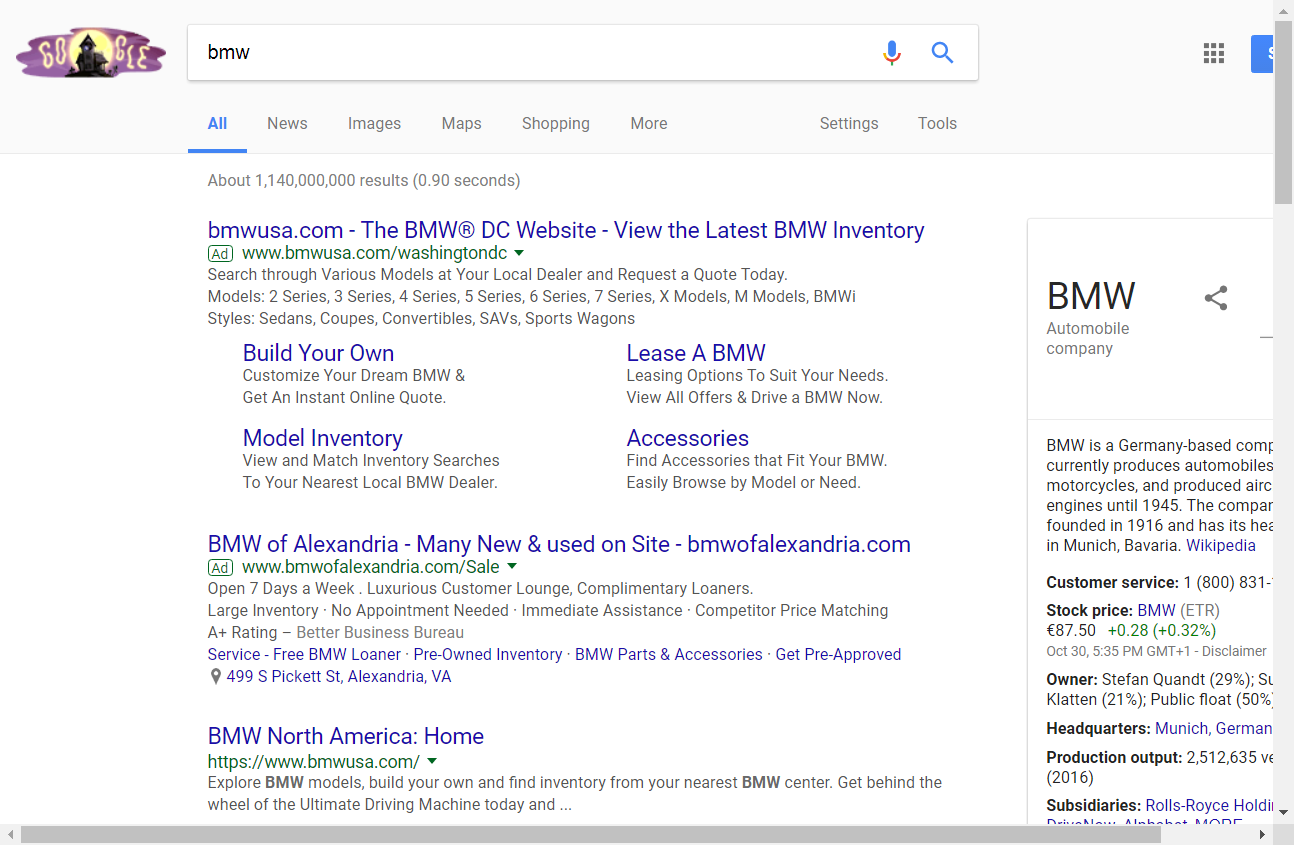 GOOGLE
bmw
All News Images Maps Shopping More Settings Tools
About 1,140,000,000 results (0.90 seconds)
bmwusa.com - The BMW® DC Website - View the Latest BMW Inventory
Ad www.bmwusa.com/washingtondc
Search through Various Models at Your Local Dealer and Request a Quote Today.
Models: 2 Series, 3 Series, 4 Series, 5 Series, 6 Series, 7 Series, X Models, M Models, BMWi
Styles: Sedans, Coupes, Convertibles, SAVs, Sports Wagons
Build Your Own
Customize Your Dream BMW &
Get An Instant Online Quote.
Lease A BMW
Leasing Options To Suit Your Needs.
View All Offers & Drive a BMW Now.
Model Inventory
View and Match Inventory Searches
To Your Nearest Local BMW Dealer.
Accessories
Find Accessories that Fit Your BMW.
Easily Browse by Model or Need.
BMW of Alexandria - Many New & used on Site - bmwofalexandria.com
Ad www.bmwofalexandria.com/Sale
Open 7 Days a Week . Luxurious Customer Lounge, Complimentary Loaners.
Large Inventory · No Appointment Needed · Immediate Assistance · Competitor Price Matching
A+ Rating – Better Business Bureau
Service - Free BMW Loaner · Pre-Owned Inventory · BMW Parts & Accessories · Get Pre-Approved
499 S Pickett St, Alexandria, VA
BMW North America: Home
https://www.bmwusa.com/
Explore BMW models, build your own and find inventory from your nearest BMW center. Get behind the
wheel of the Ultimate Driving Machine today and ...
BMW
Automobile
company
BMW is a Germany-based comp
currently produces automobiles
motorcycles, and produced airc
engines until 1945. The compan
founded in 1916 and has its hea
in Munich, Bavaria. Wikipedia
Customer service: 1 (800) 831-
Stock price: BMW (ETR)
€87.50 +0.28 (+0.32%)
Oct 30, 5:35 PM GMT+1 - Disclaimer
Owner: Stefan Quandt (29%); Su
Klatten (21%); Public float (50%)
Headquarters: Munich, German
Production output: 2,512,635 ve
(2016)
Subsidiaries: Rolls-Royce Holdin
DriveNow, Alphabet, MORE